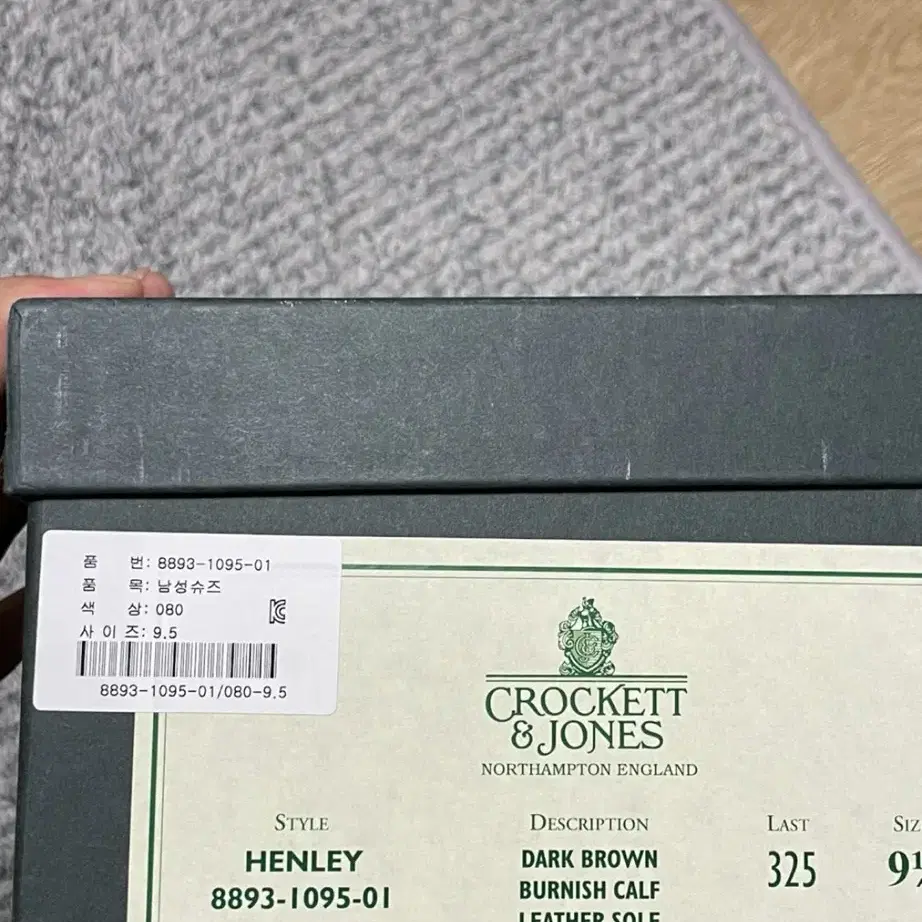 품 번: 8893-1095-01
품 목: 남성슈즈
색 상: 080
사 이 즈: 9.5
8893-1095-01/080-9.5
CROCKETT
& JONES
NORTHAMPTON ENGLAND
STYLE DESCRIPTION LAST
HENLEY DARK BROWN 325
8893-1095-01 BURNISH CALF
LEATHER SOLE